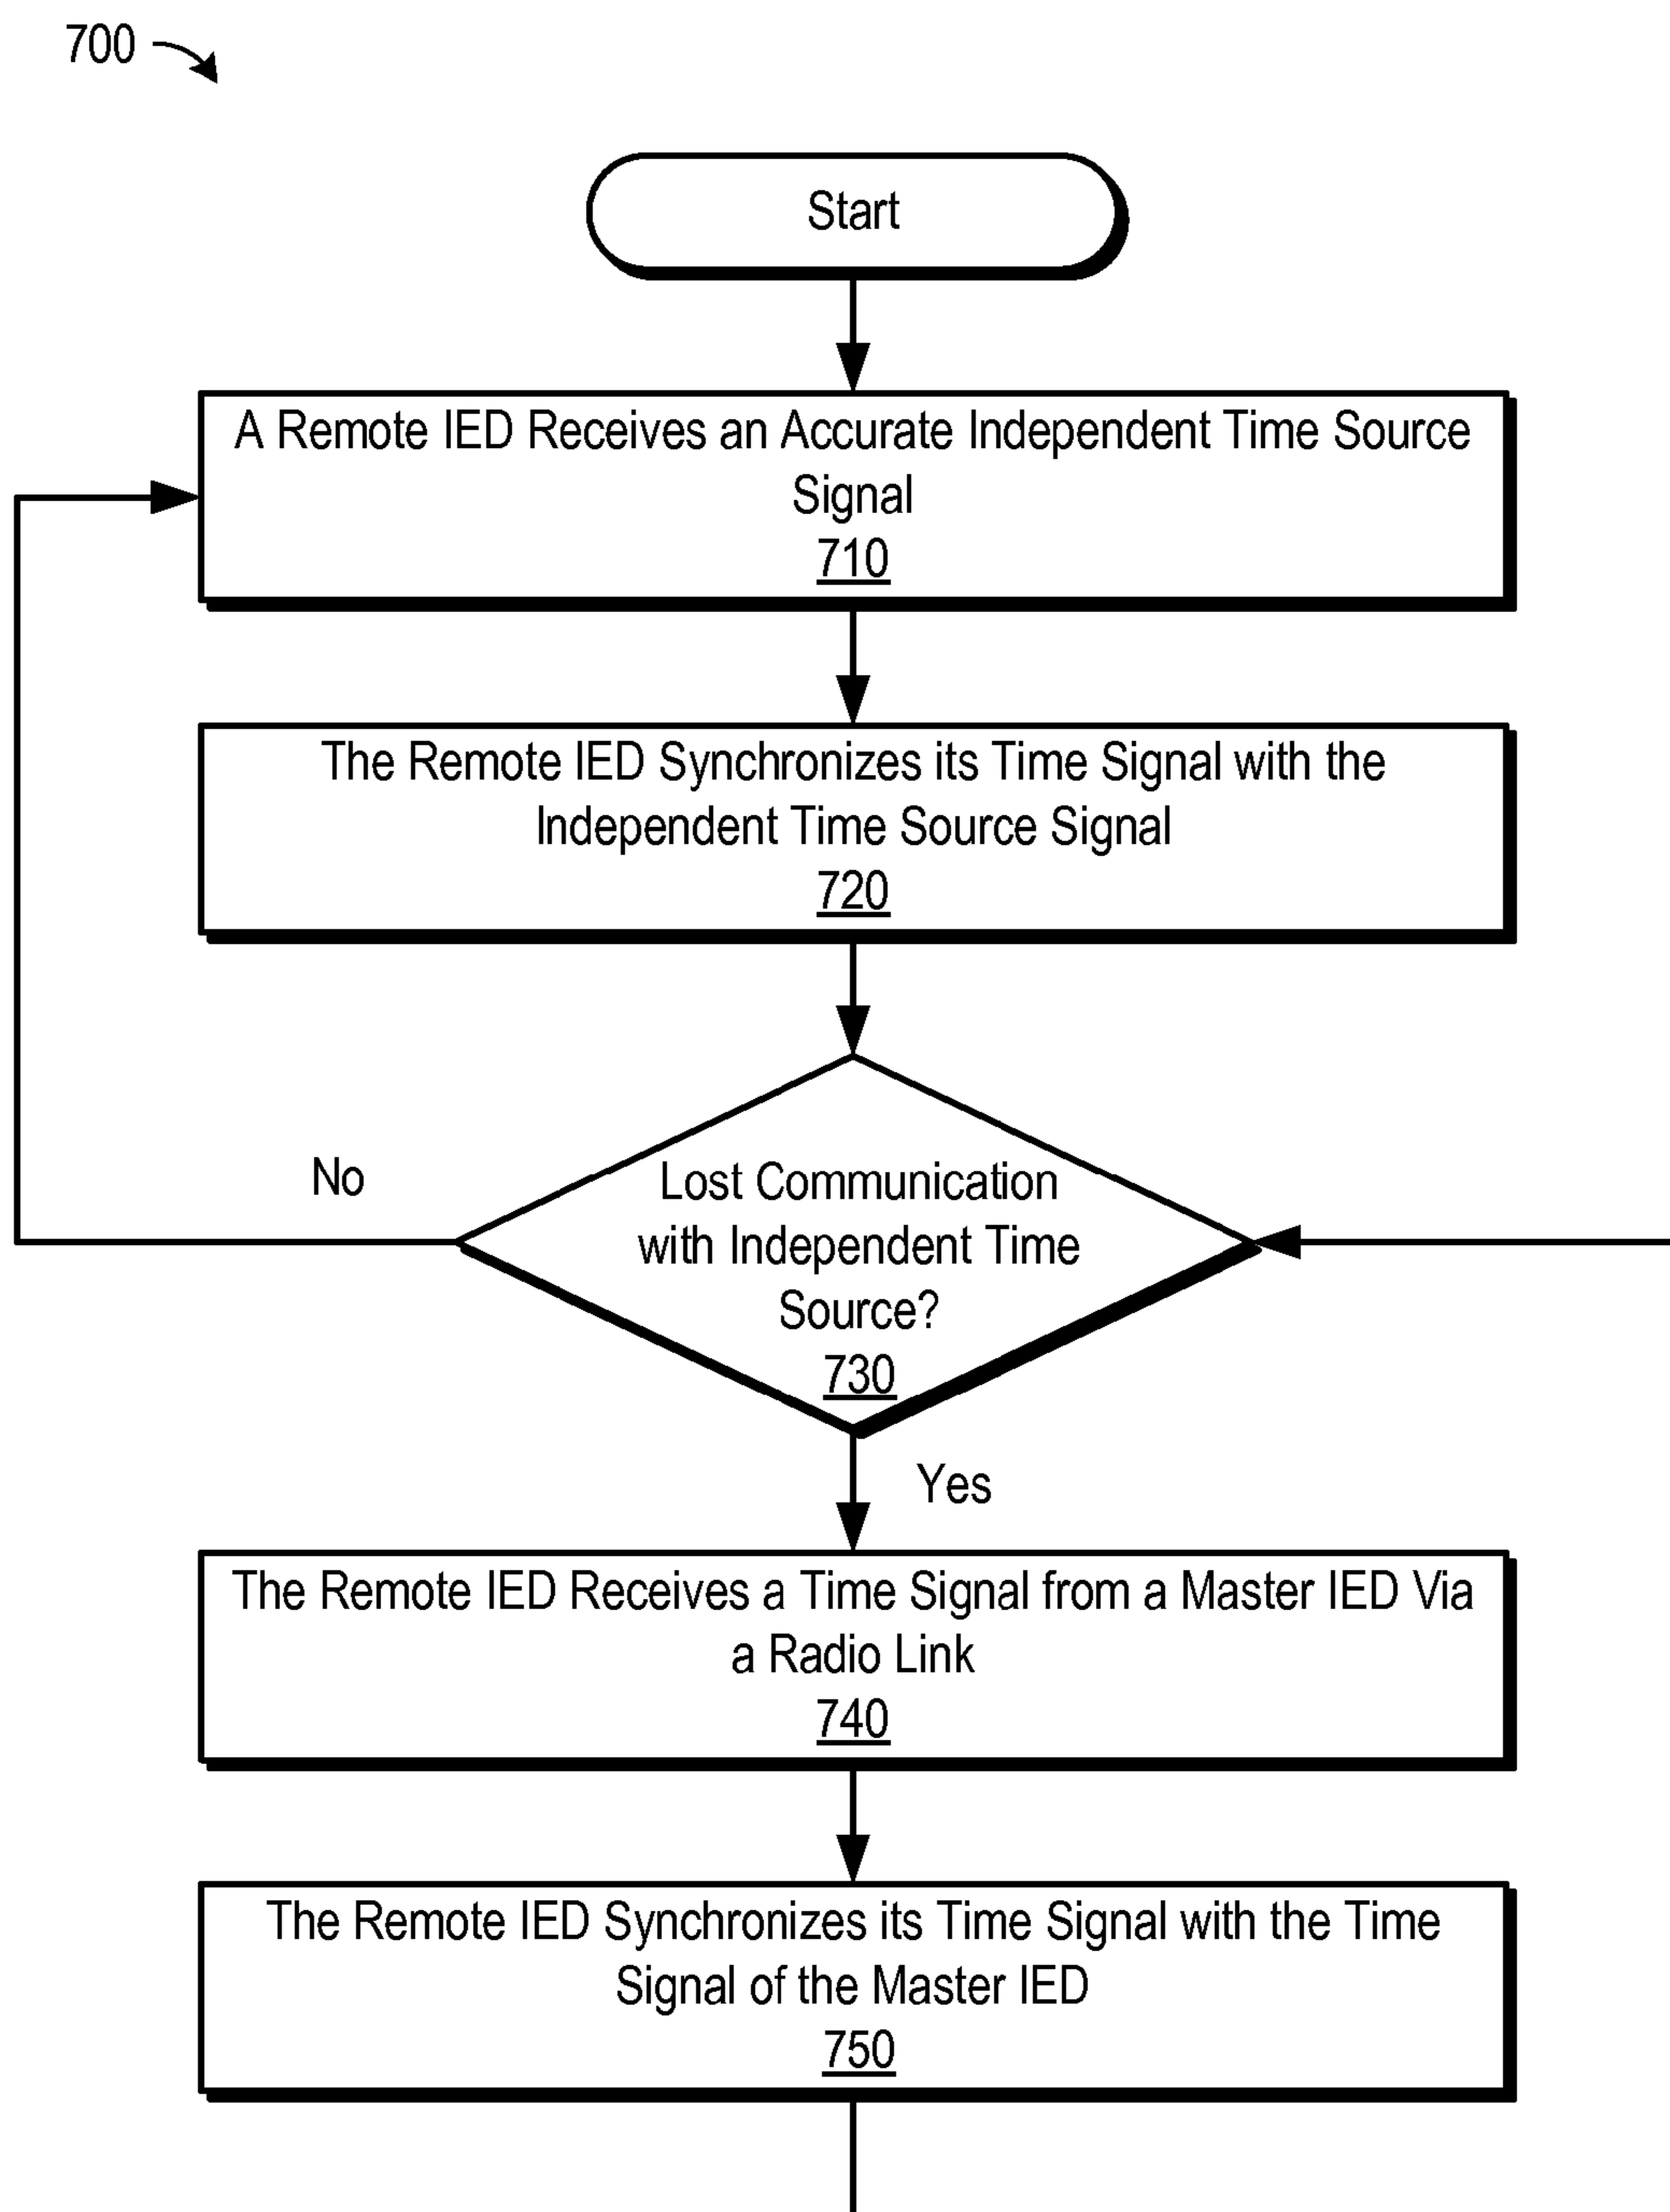 700
Start
A Remote IED Receives an Accurate Independent Time Source
Signal
710
The Remote IED Synchronizes its Time Signal with the
Independent Time Source Signal
720
No
Lost Communication
with Independent Time
Source?
730
Yes
The Remote IED Receives a Time Signal from a Master IED Via
a Radio Link
740
The Remote IED Synchronizes its Time Signal with the Time
Signal of the Master IED
750